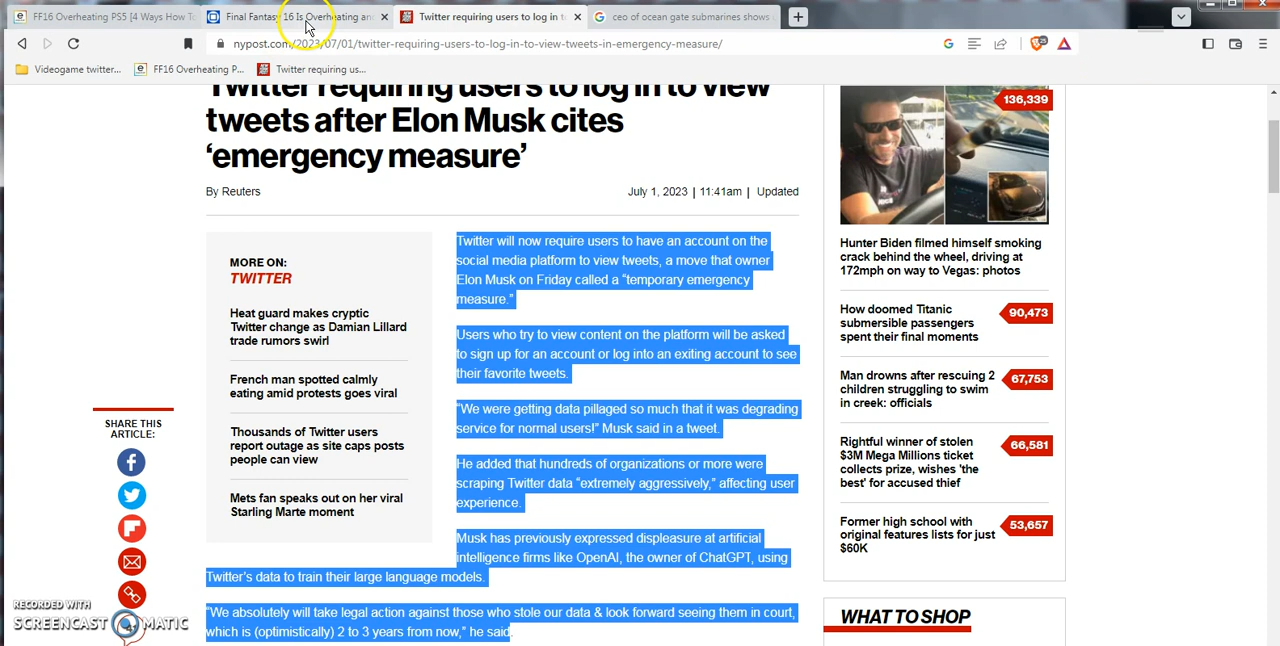 FF16 Overheating PS5 [4 Ways How To
Final Fantasy 16 Is Overheating an
Twitter requiring users to log in t
ceo of ocean gate submarines shows
nypost.com/2023/07/01/twitter-requiring-users-to-log-in-to-view-tweets-in-emergency-measure/
Videogame twitter...
FF16 Overheating P...
Twitter requiring us...
Twitter requiring users to log in to view
tweets after Elon Musk cites
‘emergency measure’
By Reuters
July 1, 2023 | 11:41am | Updated
MORE ON:
TWITTER
Heat guard makes cryptic
Twitter change as Damian Lillard
trade rumors swirl
French man spotted calmly
eating amid protests goes viral
Thousands of Twitter users
report outage as site caps posts
people can view
Mets fan speaks out on her viral
Starling Marte moment
SHARE THIS
ARTICLE:
Twitter will now require users to have an account on the
social media platform to view tweets, a move that owner
Elon Musk on Friday called a “temporary emergency
measure.”
Users who try to view content on the platform will be asked
to sign up for an account or log into an exiting account to see
their favorite tweets.
“We were getting data pillaged so much that it was degrading
service for normal users!” Musk said in a tweet.
He added that hundreds of organizations or more were
scraping Twitter data “extremely aggressively,” affecting user
experience.
Musk has previously expressed displeasure at artificial
intelligence firms like OpenAI, the owner of ChatGPT, using
Twitter’s data to train their large language models.
“We absolutely will take legal action against those who stole our data & look forward seeing them in court,
which is (optimistically) 2 to 3 years from now,” he said.
136,339
Hunter Biden filmed himself smoking
crack behind the wheel, driving at
172mph on way to Vegas: photos
How doomed Titanic
submersible passengers
spent their final moments
90,473
Man drowns after rescuing 2
children struggling to swim
in creek: officials
67,753
Rightful winner of stolen
$3M Mega Millions ticket
collects prize, wishes 'the
best' for accused thief
66,581
Former high school with
original features lists for just
$60K
53,657
WHAT TO SHOP
RECORDED WITH
SCREENCAST MATIC